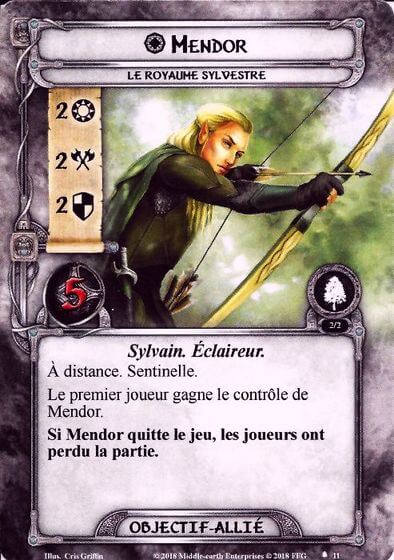 Mendor
Le Royaume Sylvestre
2
2
2
5
2/2
Sylvain. Éclaireur.
À distance. Sentinelle.
Le premier joueur gagne le contrôle de
Mendor.
Si Mendor quitte le jeu, les joueurs ont
perdu la partie.
Objectif-Allié
Illus. Cris Griffin © 2018 Middle-earth Enterprises © 2018 FFG 11